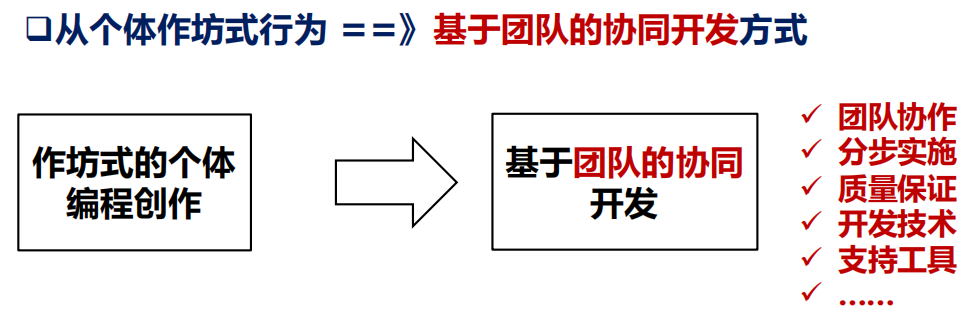 ❑从个体作坊式行为 ==》基于团队的协同开发方式
作坊式的个体
编程创作
基于团队的协同
开发
✓ 团队协作
✓ 分步实施
✓ 质量保证
✓ 开发技术
✓ 支持工具
✓ ……